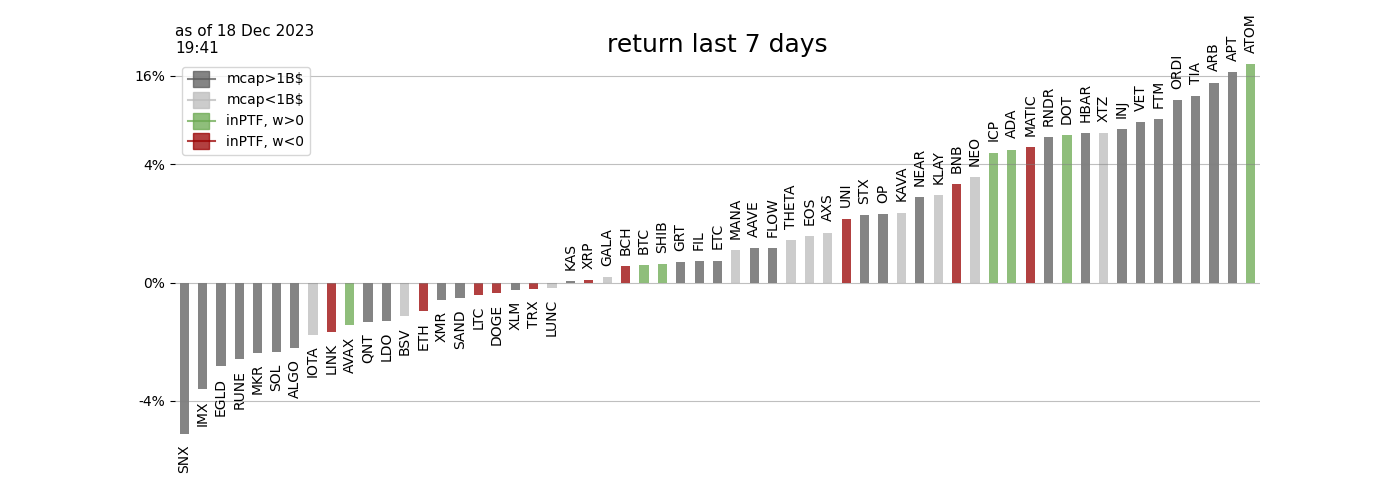 as of 18 Dec 2023
19:41
return last 7 days
mcap>1B$
mcap<1B$
inPTF, w>0
inPTF, w<0
16%
4%
0%
-4%
SNX
IMX
EGLD
RUNE
MKR
SOL
ALGO
IOTA
LINK
AVAX
QNT
LDO
BSV
ETH
XMR
SAND
LTC
DOGE
XLM
TRX
LUNC
KAS
XRP
GALA
BCH
BTC
SHIB
GRT
FIL
ETC
MANA
AAVE
FLOW
THETA
EOS
AXS
UNI
STX
OP
KAVA
NEAR
KLAY
BNB
NEO
ICP
ADA
MATIC
RNDR
DOT
HBAR
XTZ
INJ
VET
FTM
ORDI
TIA
ARB
APT
ATOM